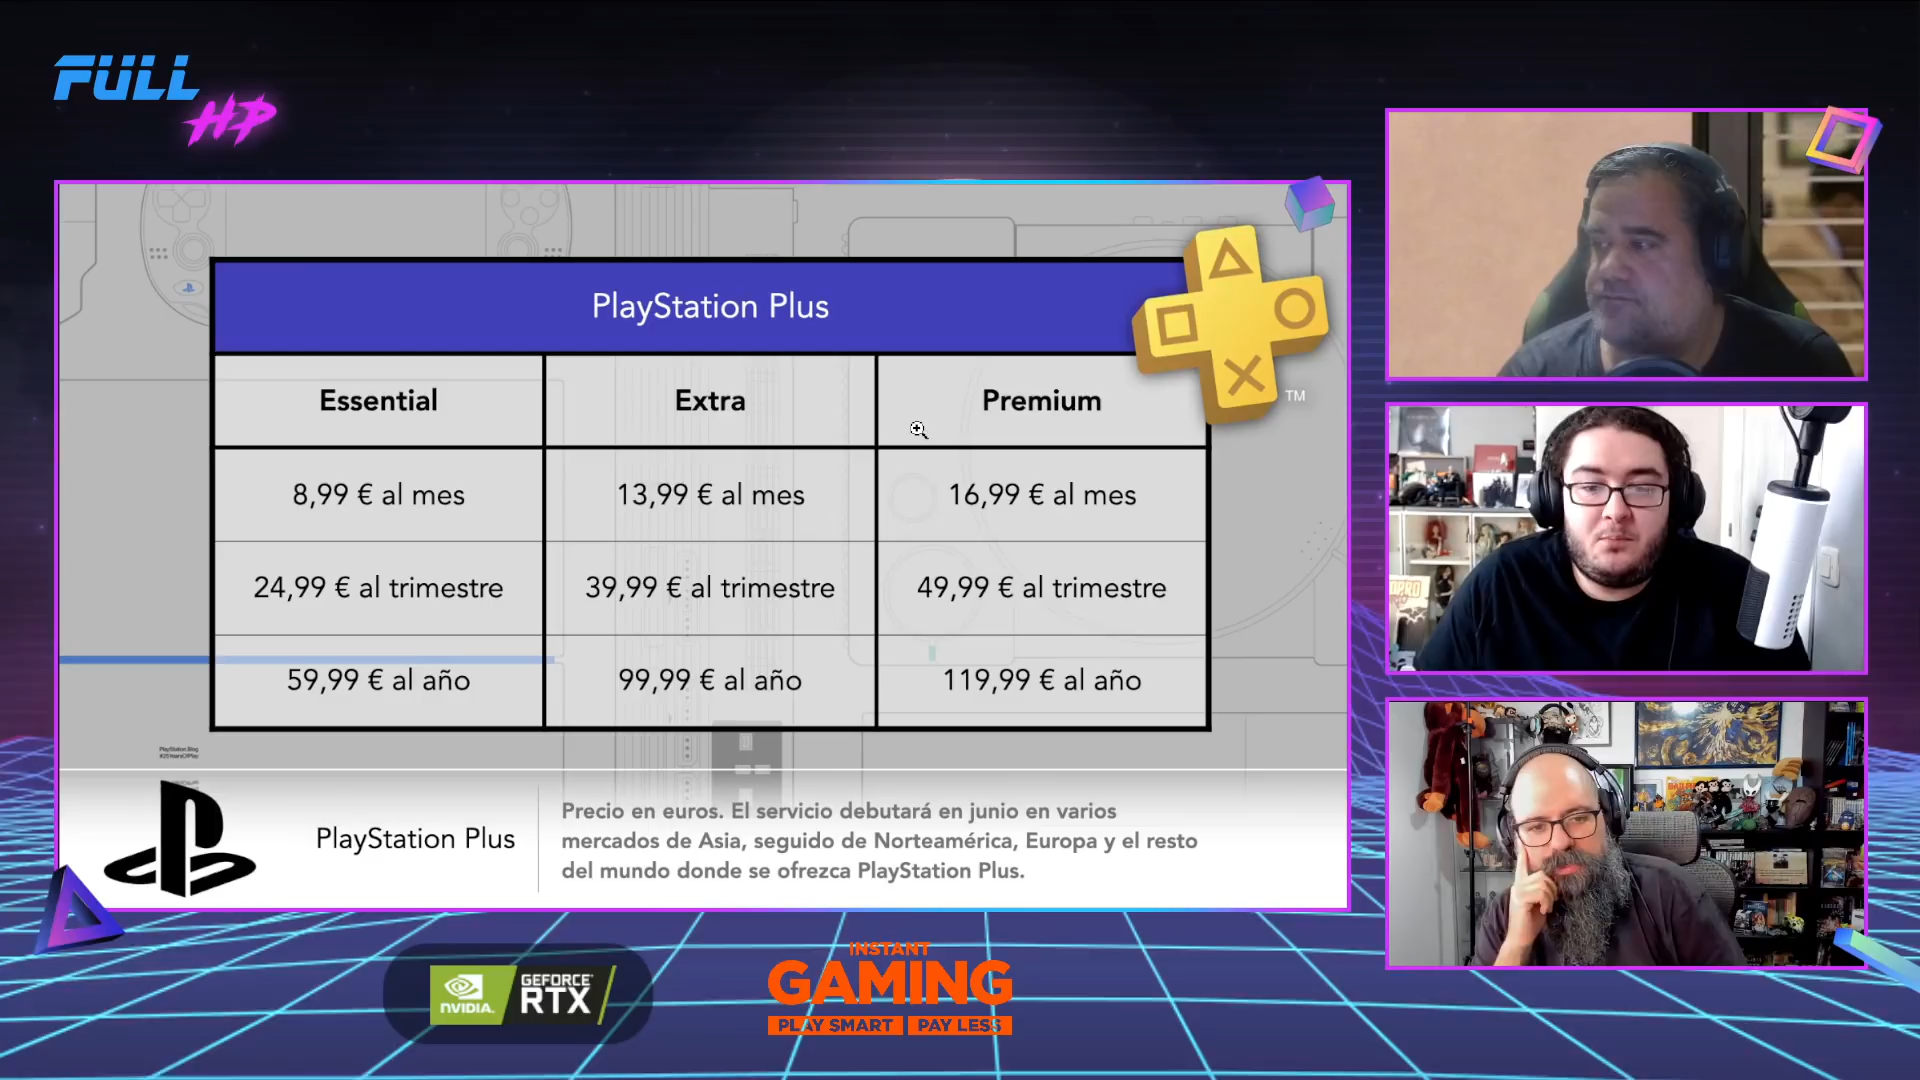 FULL
HP
PlayStation Plus
TM
Essential
Extra
Premium
8,99 € al mes
13,99 € al mes
16,99 € al mes
24,99 € al trimestre
39,99 € al trimestre
49,99 € al trimestre
59,99 € al año
99,99 € al año
119,99 € al año
PlayStation.Blog
PlayStation Plus
Precio en euros. El servicio debutará en junio en varios
mercados de Asia, seguido de Norteamérica, Europa y el resto
del mundo donde se ofrezca PlayStation Plus.
NVIDIA.
GEFORCE
RTX
INSTANT
GAMING
PLAY SMART
PAY LESS